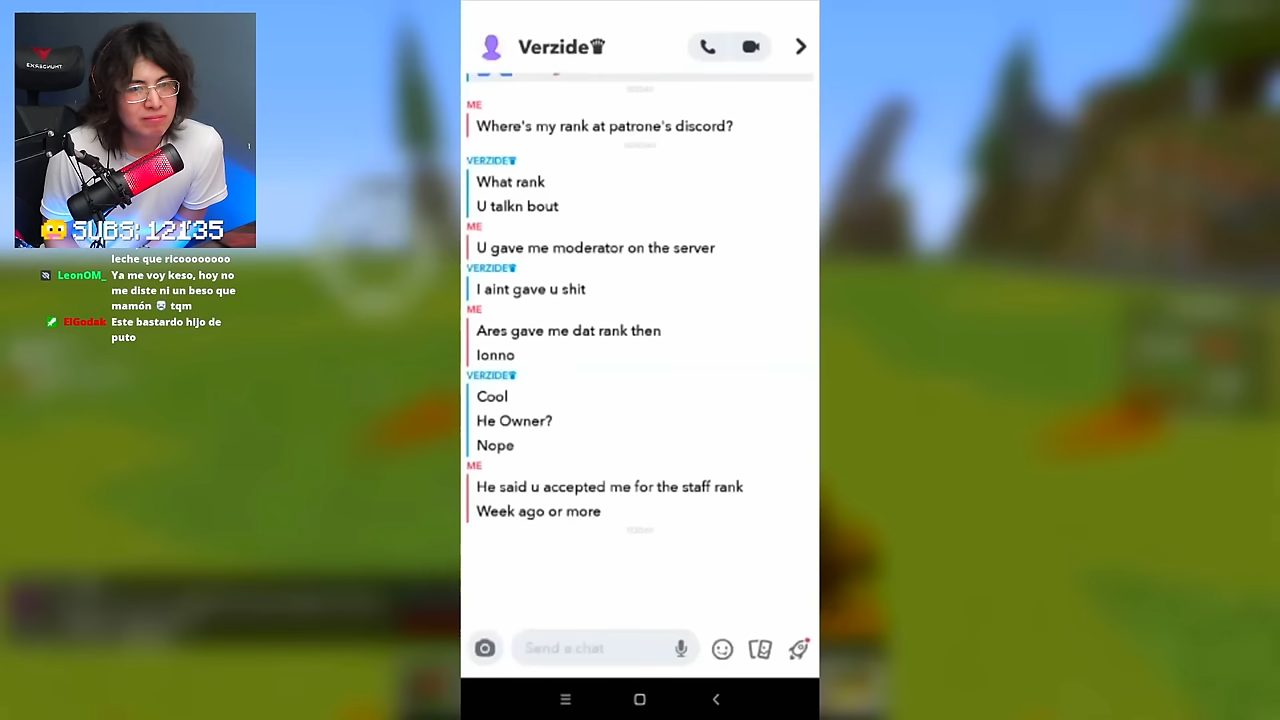 SUBS: 12135
leche que ricoooooooo
LeonOM_ Ya me voy keso, hoy no
me diste ni un beso que
mamón tqm
ElGodak Este bastardo hijo de
puto
Verzide♛
ME
Where's my rank at patrone's discord?
VERZIDE♛
What rank
U talkn bout
ME
U gave me moderator on the server
VERZIDE♛
I aint gave u shit
ME
Ares gave me dat rank then
Ionno
VERZIDE♛
Cool
He Owner?
Nope
ME
He said u accepted me for the staff rank
Week ago or more
Send a chat